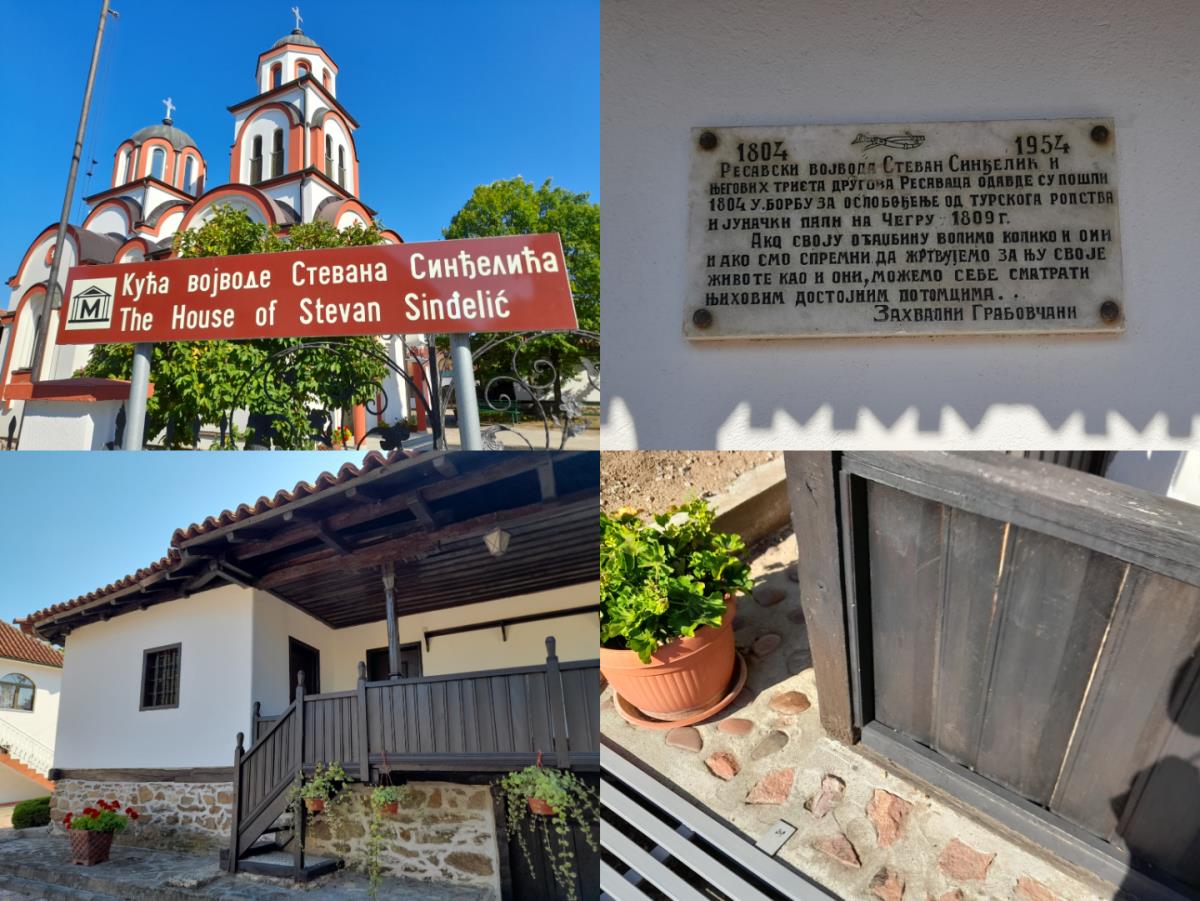 Кућа војводе Стевана Синђелића
The House of Stevan Sinđelić
1804 1954
Ресавски војвода Стеван Синђелић и
његових триста другова Ресаваца одавде су пошли
1804 у.борбу за ослобођење од турског ропства
и јуначки пали на Чегру 1809 г.
Ако своју отаџбину волимо колико и они
и ако смо спремни да жртвујемо за њу своје
животе као и они, можемо себе сматрати
њиховим достојним потомцима. .
Захвални Грабовчани